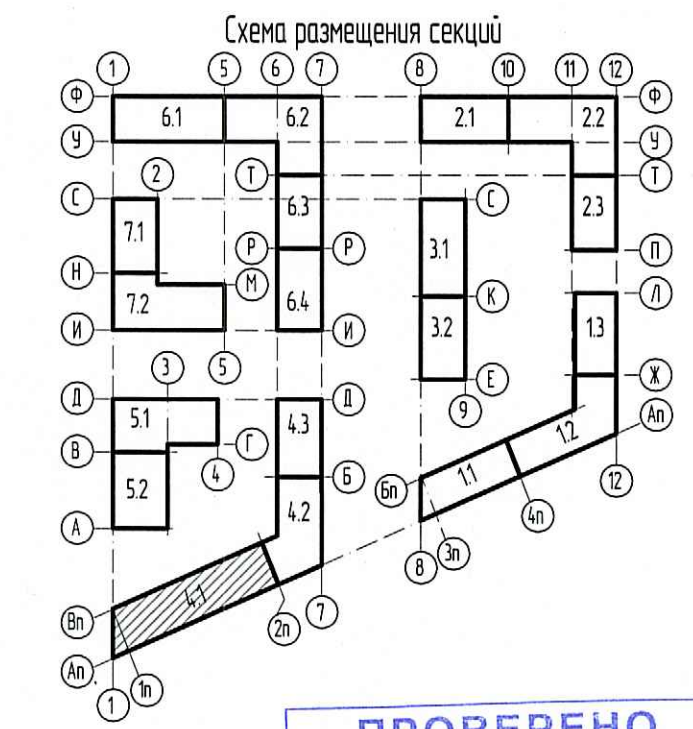 Схема размещения секций
1 5 6 7 8 10 11 12
Ф 6.1 6.2 2.1 2.2 Ф
У У
2 Т Т
С 6.3 С 2.3
7.1 3.1
Р Р П
Н М К Л
7.2 6.4 1.3
И И
3 5 3.2 Е Ж
Д Д 9
5.1 4.3 Ап
Г 1.2
В 4 Б Бп 1.1
5.2 4.2 12
А 4п
8 3п
4.1
Вп 2п 7
Ап 1п
1
ПРОВЕРЕНО